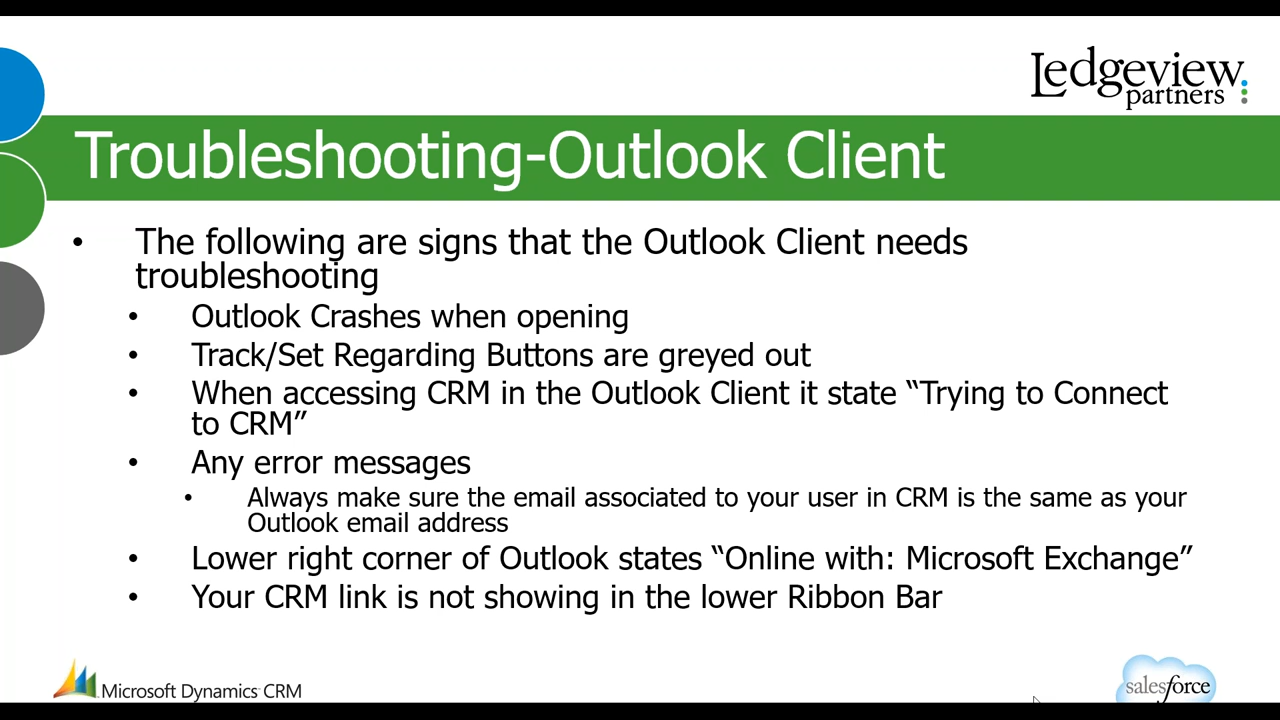 Ledgeview
partners
Troubleshooting-Outlook Client
• The following are signs that the Outlook Client needs
troubleshooting
• Outlook Crashes when opening
• Track/Set Regarding Buttons are greyed out
• When accessing CRM in the Outlook Client it state “Trying to Connect
to CRM”
• Any error messages
• Always make sure the email associated to your user in CRM is the same as your
Outlook email address
• Lower right corner of Outlook states “Online with: Microsoft Exchange”
• Your CRM link is not showing in the lower Ribbon Bar
Microsoft Dynamics CRM
salesforce